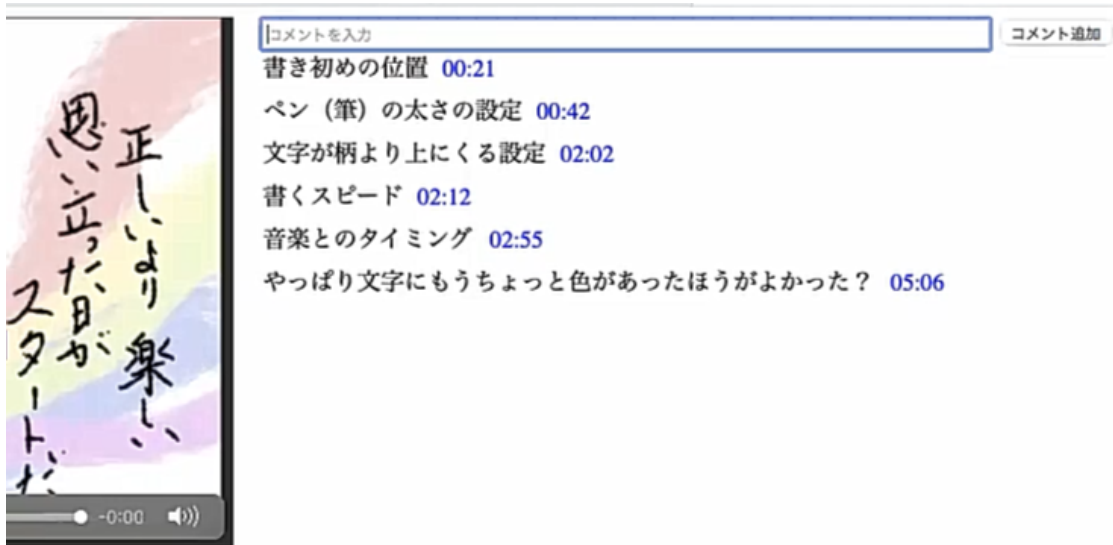 正しいより 楽しい
思い立った日が
スタートだ
-0:00
コメントを入力
コメント追加
書き初めの位置 00:21
ペン（筆）の太さの設定 00:42
文字が柄より上にくる設定 02:02
書くスピード 02:12
音楽とのタイミング 02:55
やっぱり文字にもうちょっと色があったほうがよかった？ 05:06